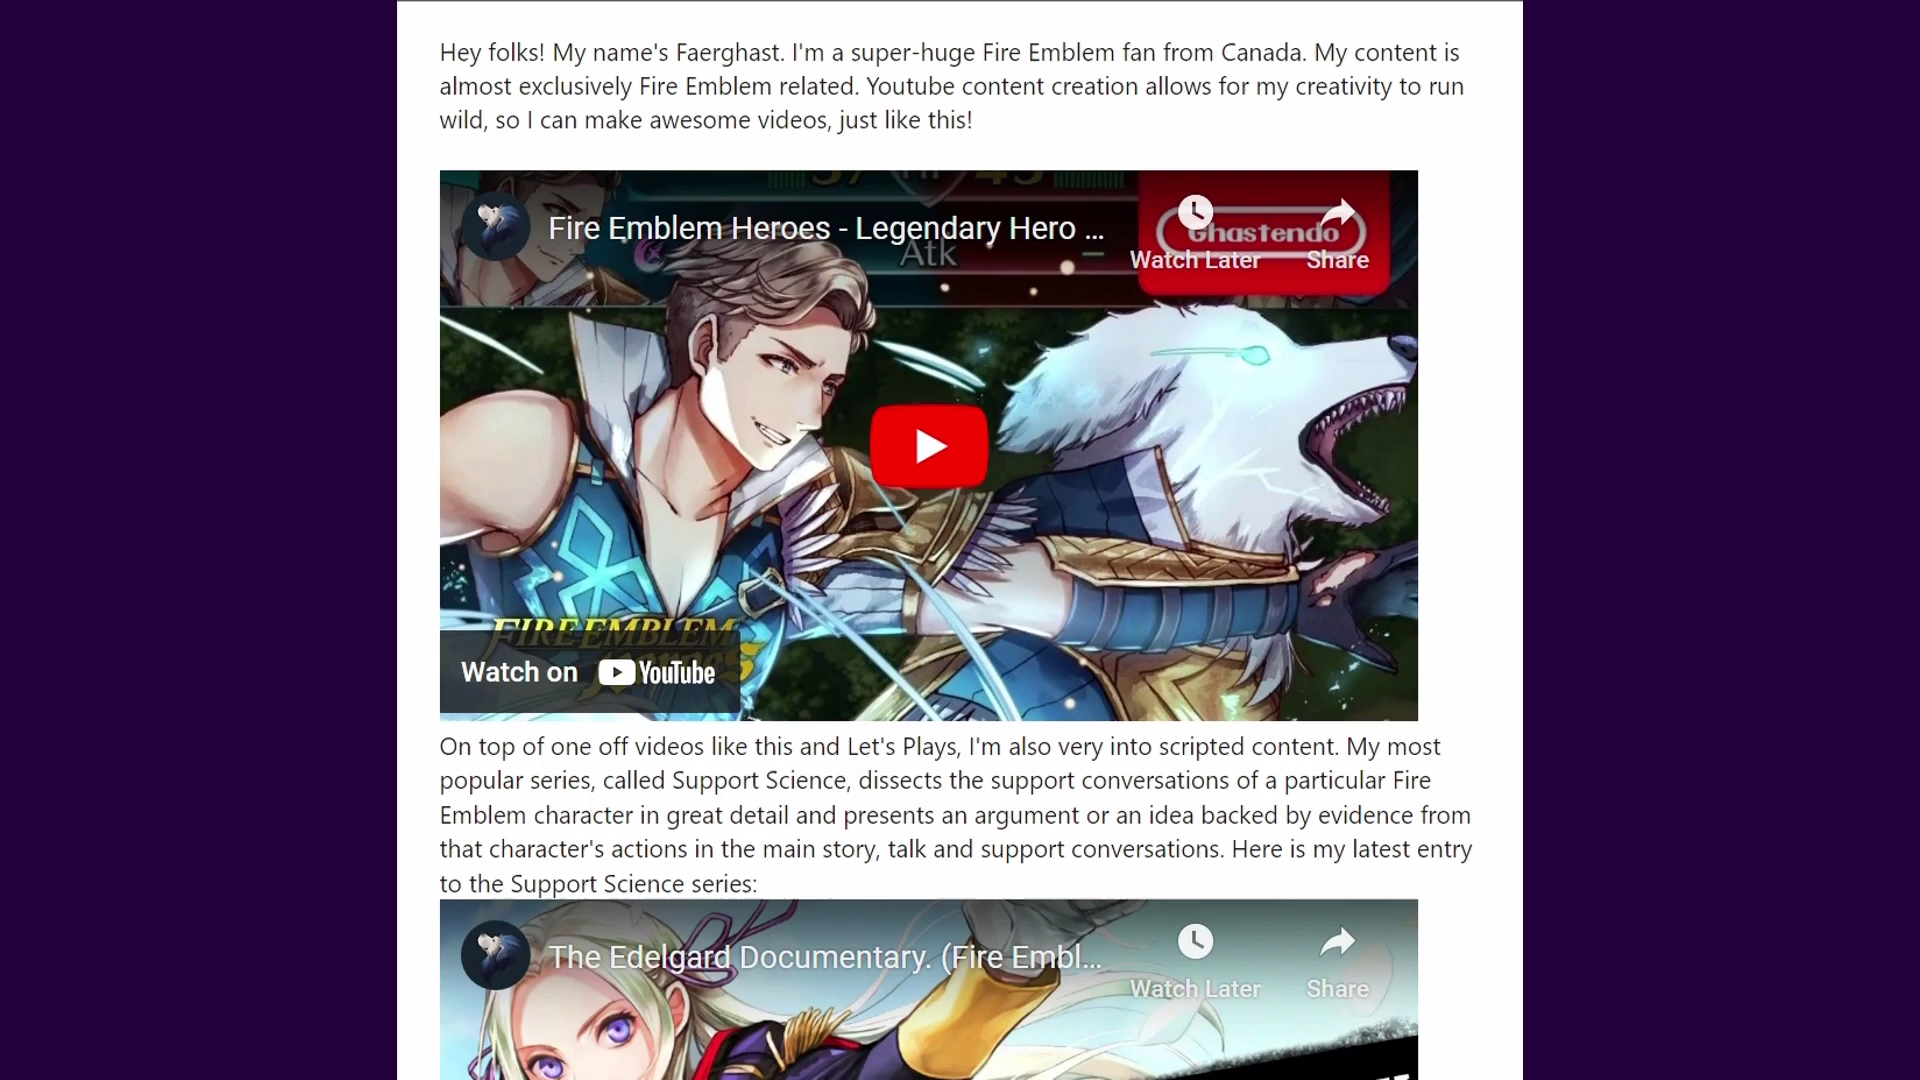 Hey folks! My name's Faerghast. I'm a super-huge Fire Emblem fan from Canada. My content is
almost exclusively Fire Emblem related. Youtube content creation allows for my creativity to run
wild, so I can make awesome videos, just like this!
Fire Emblem Heroes - Legendary Hero ...
Ghastendo
Atk
Watch Later
Share
FIRE EMBLEM
Watch on YouTube
On top of one off videos like this and Let's Plays, I'm also very into scripted content. My most
popular series, called Support Science, dissects the support conversations of a particular Fire
Emblem character in great detail and presents an argument or an idea backed by evidence from
that character's actions in the main story, talk and support conversations. Here is my latest entry
to the Support Science series:
The Edelgard Documentary. (Fire Embl...
Watch Later
Share